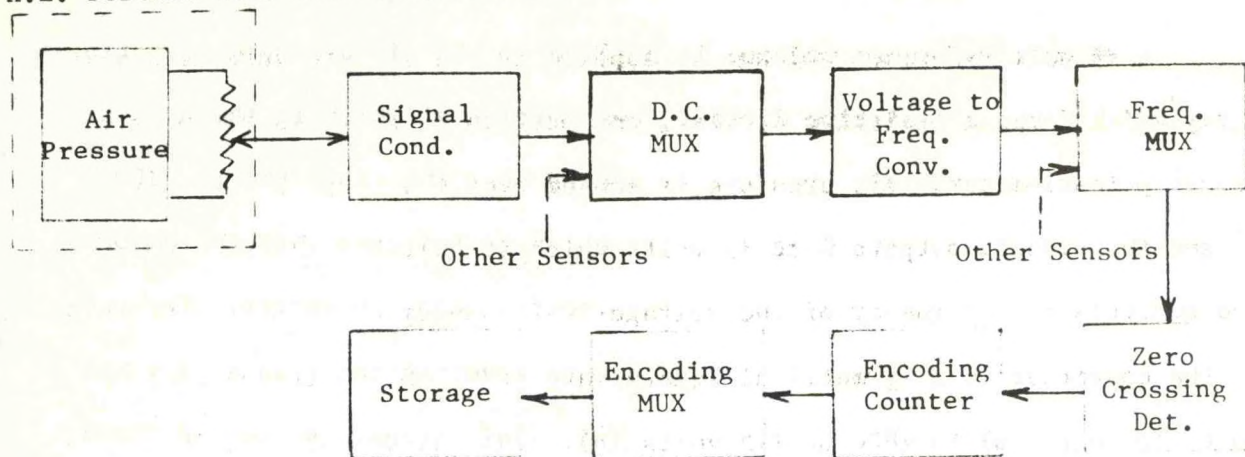 Air
Pressure
Signal
Cond.
D.C.
MUX
Voltage to
Freq.
Conv.
Freq.
MUX
Other Sensors
Other Sensors
Storage
Encoding
MUX
Encoding
Counter
Zero
Crossing
Det.